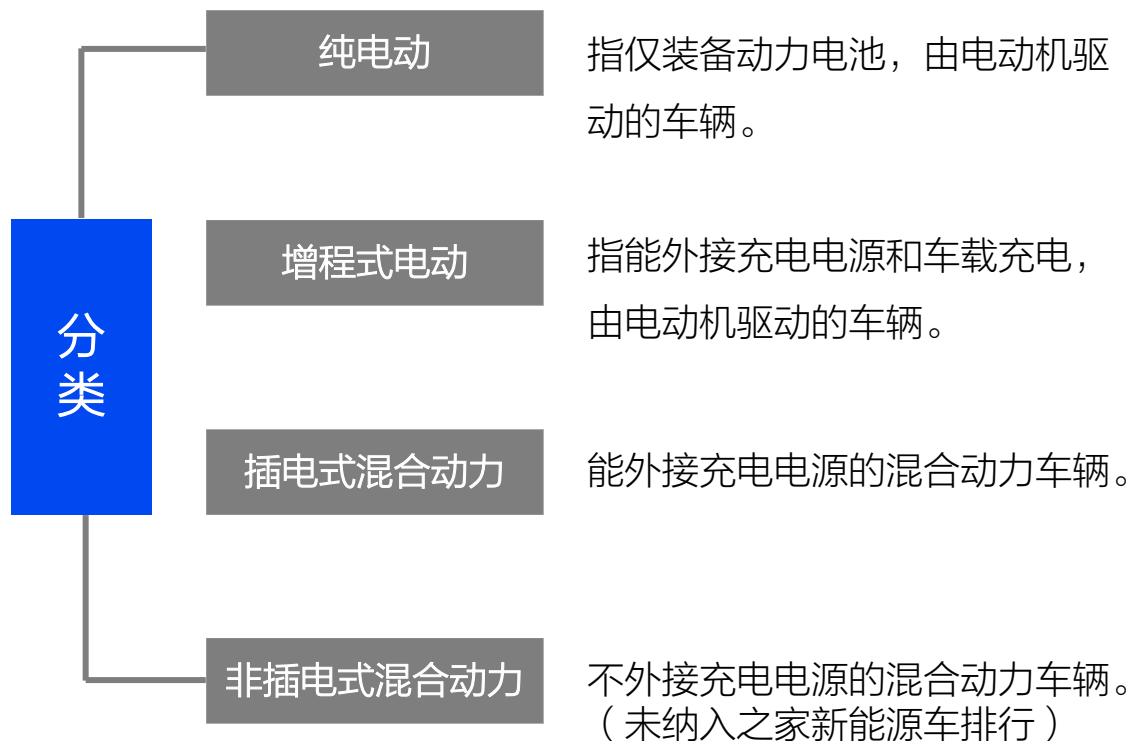 分
类
纯电动
指仅装备动力电池，由电动机驱
动的车辆。
增程式电动
指能外接充电电源和车载充电，
由电动机驱动的车辆。
插电式混合动力
能外接充电电源的混合动力车辆。
非插电式混合动力
不外接充电电源的混合动力车辆。
（未纳入之家新能源车排行）